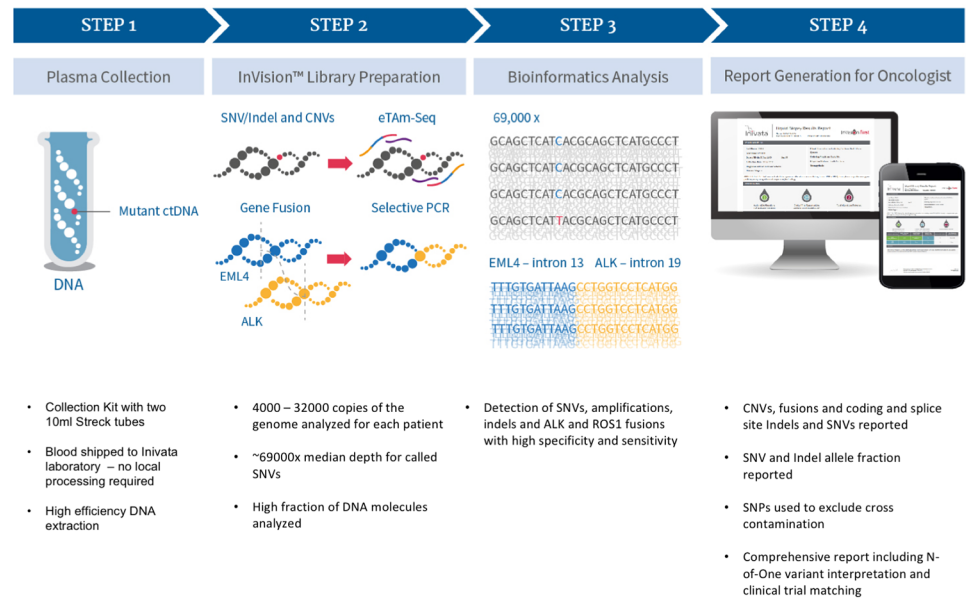 STEP 1
STEP 2
STEP 3
STEP 4
Plasma Collection
InVision™ Library Preparation
Bioinformatics Analysis
Report Generation for Oncologist
Mutant ctDNA
DNA
SNV/Indel and CNVs
eTAm-Seq
Gene Fusion
Selective PCR
EML4
ALK
69,000 x
GCAGCTCATCACGCAGCTCATGCCCT
GCAGCTCATCACGCAGCTCATGCCCT
GCAGCTCATCACGCAGCTCATGCCCT
GCAGCTCATTACGCAGCTCATGCCCT
EML4 – intron 13 ALK – intron 19
TTTGTGATTAAGCCTGGTCCTCATGG
TTTGTGATTAAGCCTGGTCCTCATGG
TTTGTGATTAAGCCTGGTCCTCATGG
inivata
• Collection Kit with two
10ml Streck tubes
• Blood shipped to Inivata
laboratory – no local
processing required
• High efficiency DNA
extraction
• 4000 – 32000 copies of the
genome analyzed for each patient
• ~69000x median depth for called
SNVs
• High fraction of DNA molecules
analyzed
• Detection of SNVs, amplifications,
indels and ALK and ROS1 fusions
with high specificity and sensitivity
• CNVs, fusions and coding and splice
site Indels and SNVs reported
• SNV and Indel allele fraction
reported
• SNPs used to exclude cross
contamination
• Comprehensive report including N-
of-One variant interpretation and
clinical trial matching